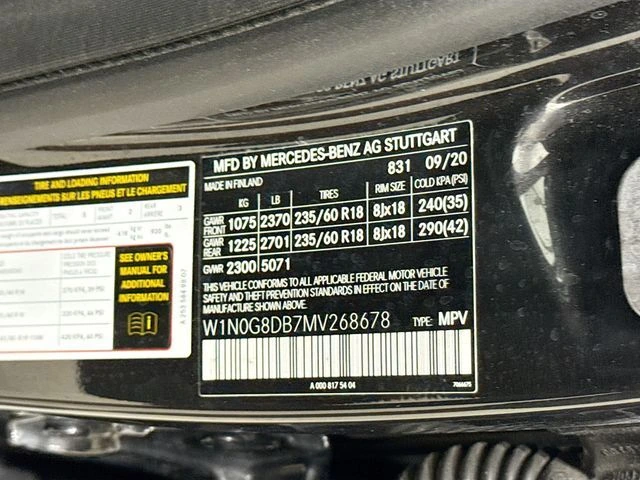 TIRE AND LOADING INFORMATION
RENSEIGNEMENTS SUR LES PNEUS ET LE CHARGEMENT
SEE OWNER'S
MANUAL FOR
ADDITIONAL
INFORMATION
MFD BY MERCEDES-BENZ AG STUTTGART
831 09/20
MADE IN FINLAND
KG LB TIRES RIM SIZE COLD KPA(PSI)
GAWR FRONT 1075 2370 235/60 R18 8Jx18 240(35)
GAWR REAR 1225 2701 235/60 R18 8Jx18 290(42)
GWR 2300 5071
THIS VEHICLE CONFORMS TO ALL APPLICABLE FEDERAL MOTOR VEHICLE
SAFETY AND THEFT PREVENTION STANDARDS IN EFFECT ON THE DATE OF
MANUFACTURE SHOWN ABOVE.
W1N0G8DB7MV268678 TYPE: MPV
A 000 817 54 04